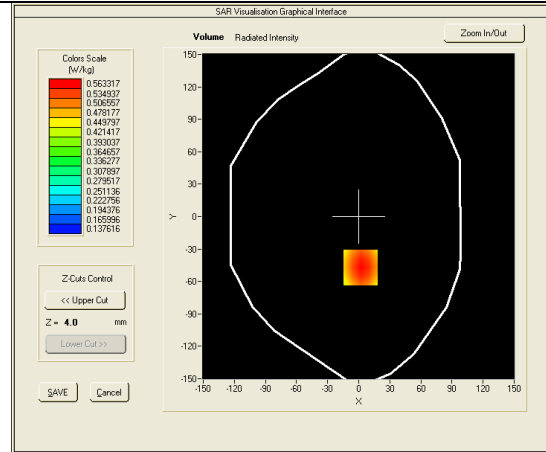 SAR Visualisation Graphical Interface
Volume Radiated Intensity
Zoom In/Out
Colors Scale
(W/kg)
0.563317
0.534937
0.506557
0.478177
0.449797
0.421417
0.393037
0.364657
0.336277
0.307897
0.279517
0.251136
0.222756
0.194376
0.165996
0.137616
Z-Cuts Control
<< Upper Cut
Z = 4.0 mm
Lower Cut >>
SAVE Cancel
150
120
90
60
30
0
-30
-60
-90
-120
-150
Y
-150 -120 -90 -60 -30 0 30 60 90 120 150
X